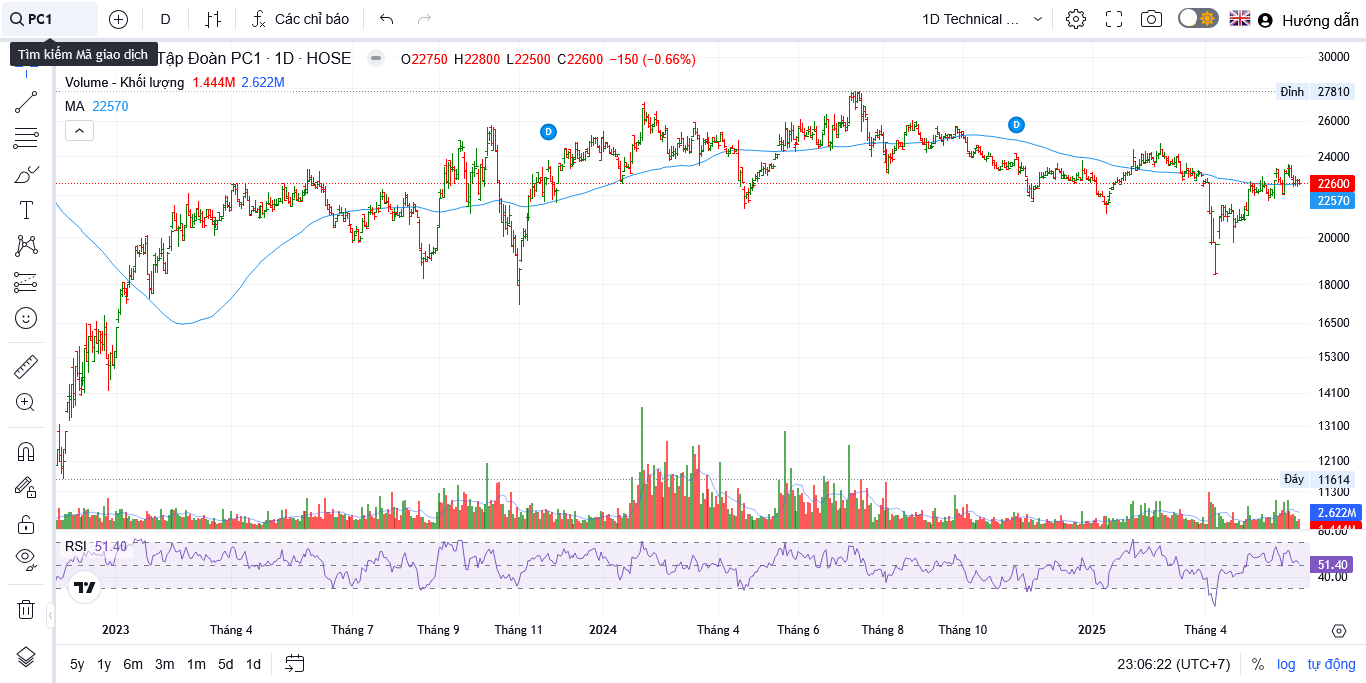 PC1
D
Các chỉ báo
1D Technical ...
Hướng dẫn
Tìm kiếm Mã giao dịch
Tập Đoàn PC1 · 1D · HOSE
O22750 H22800 L22500 C22600 −150 (−0.66%)
Volume - Khối lượng 1.444M 2.622M
MA 22570
D
D
30000
Đỉnh 27810
26000
24000
22600
22570
20000
18000
16500
15300
14100
13100
12100
Đáy 11614
11300
2.622M
1.444M
80.00
RSI 51.40
51.40
40.00
2023 Tháng 4 Tháng 7 Tháng 9 Tháng 11 2024 Tháng 4 Tháng 6 Tháng 8 Tháng 10 2025 Tháng 4
5y 1y 6m 3m 1m 5d 1d
23:06:22 (UTC+7)
%
log
tự động